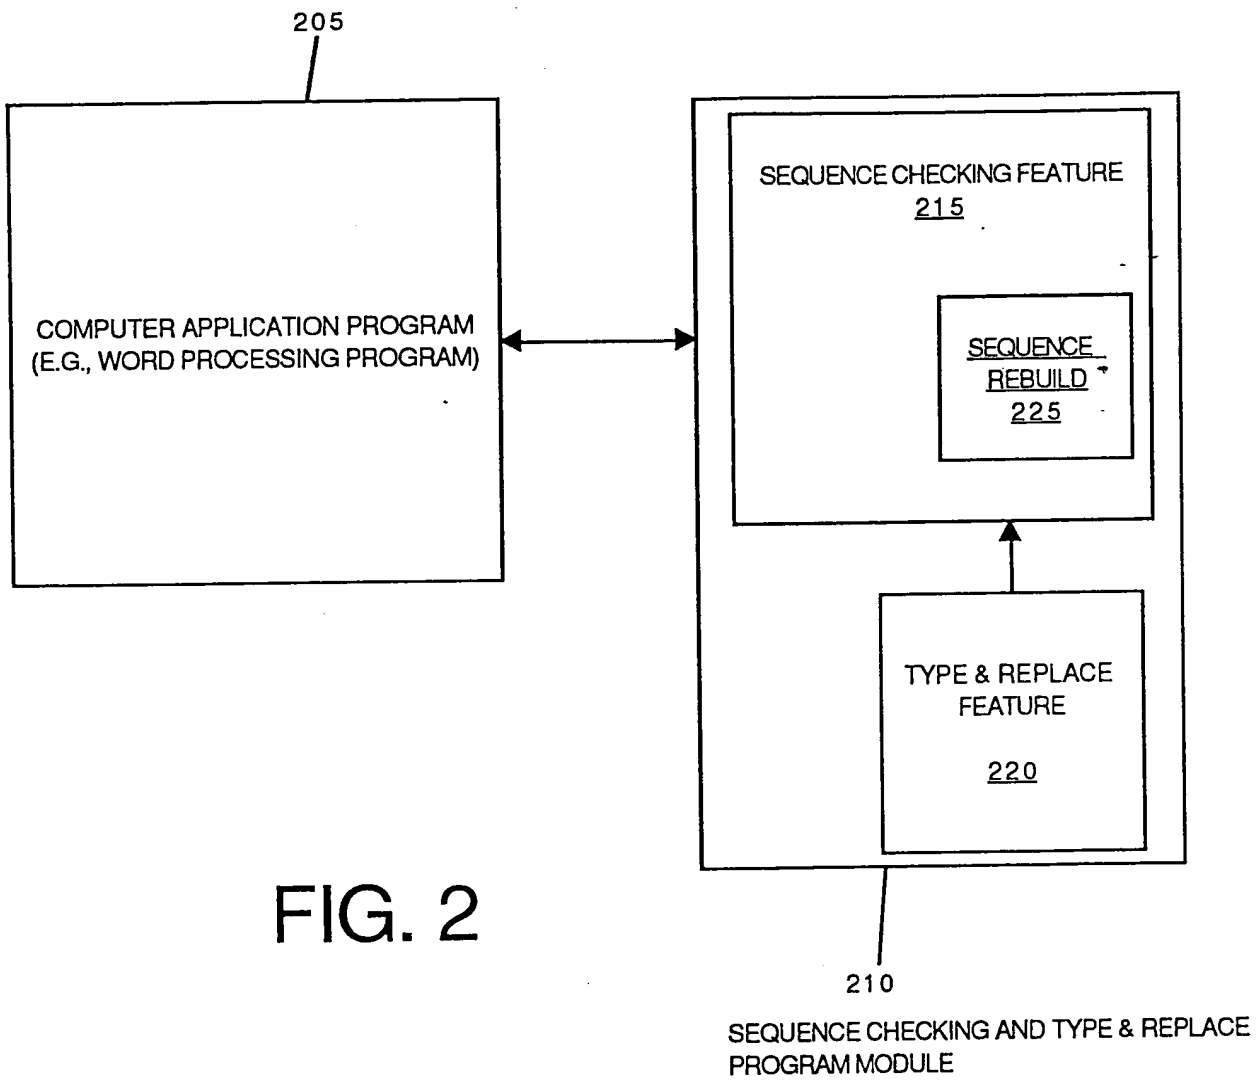 205
COMPUTER APPLICATION PROGRAM
(E.G., WORD PROCESSING PROGRAM)
SEQUENCE CHECKING FEATURE
215
SEQUENCE
REBUILD
225
TYPE & REPLACE
FEATURE
220
FIG. 2
210
SEQUENCE CHECKING AND TYPE & REPLACE
PROGRAM MODULE